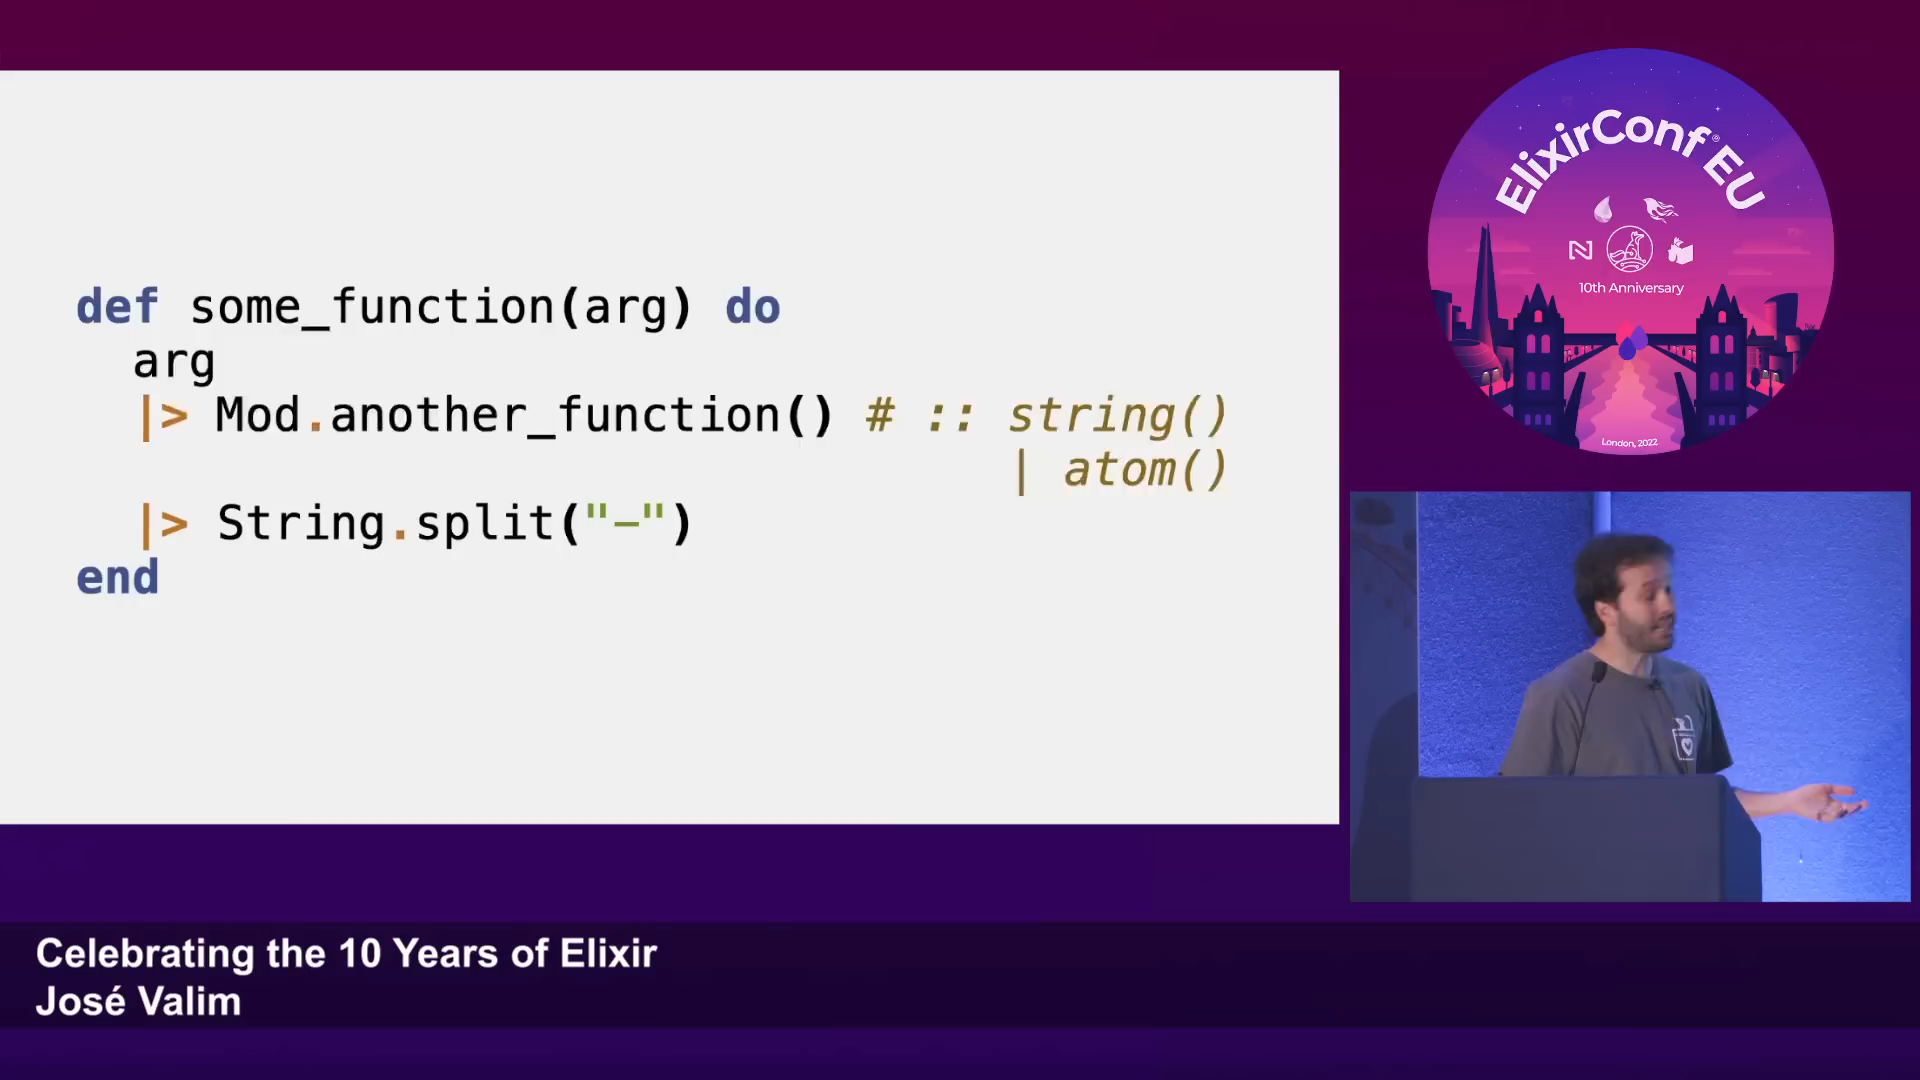 def some_function(arg) do
arg
|> Mod.another_function() # :: string()
| atom()
|> String.split("-")
end
ElixirConf® EU
10th Anniversary
London, 2022
Celebrating the 10 Years of Elixir
José Valim